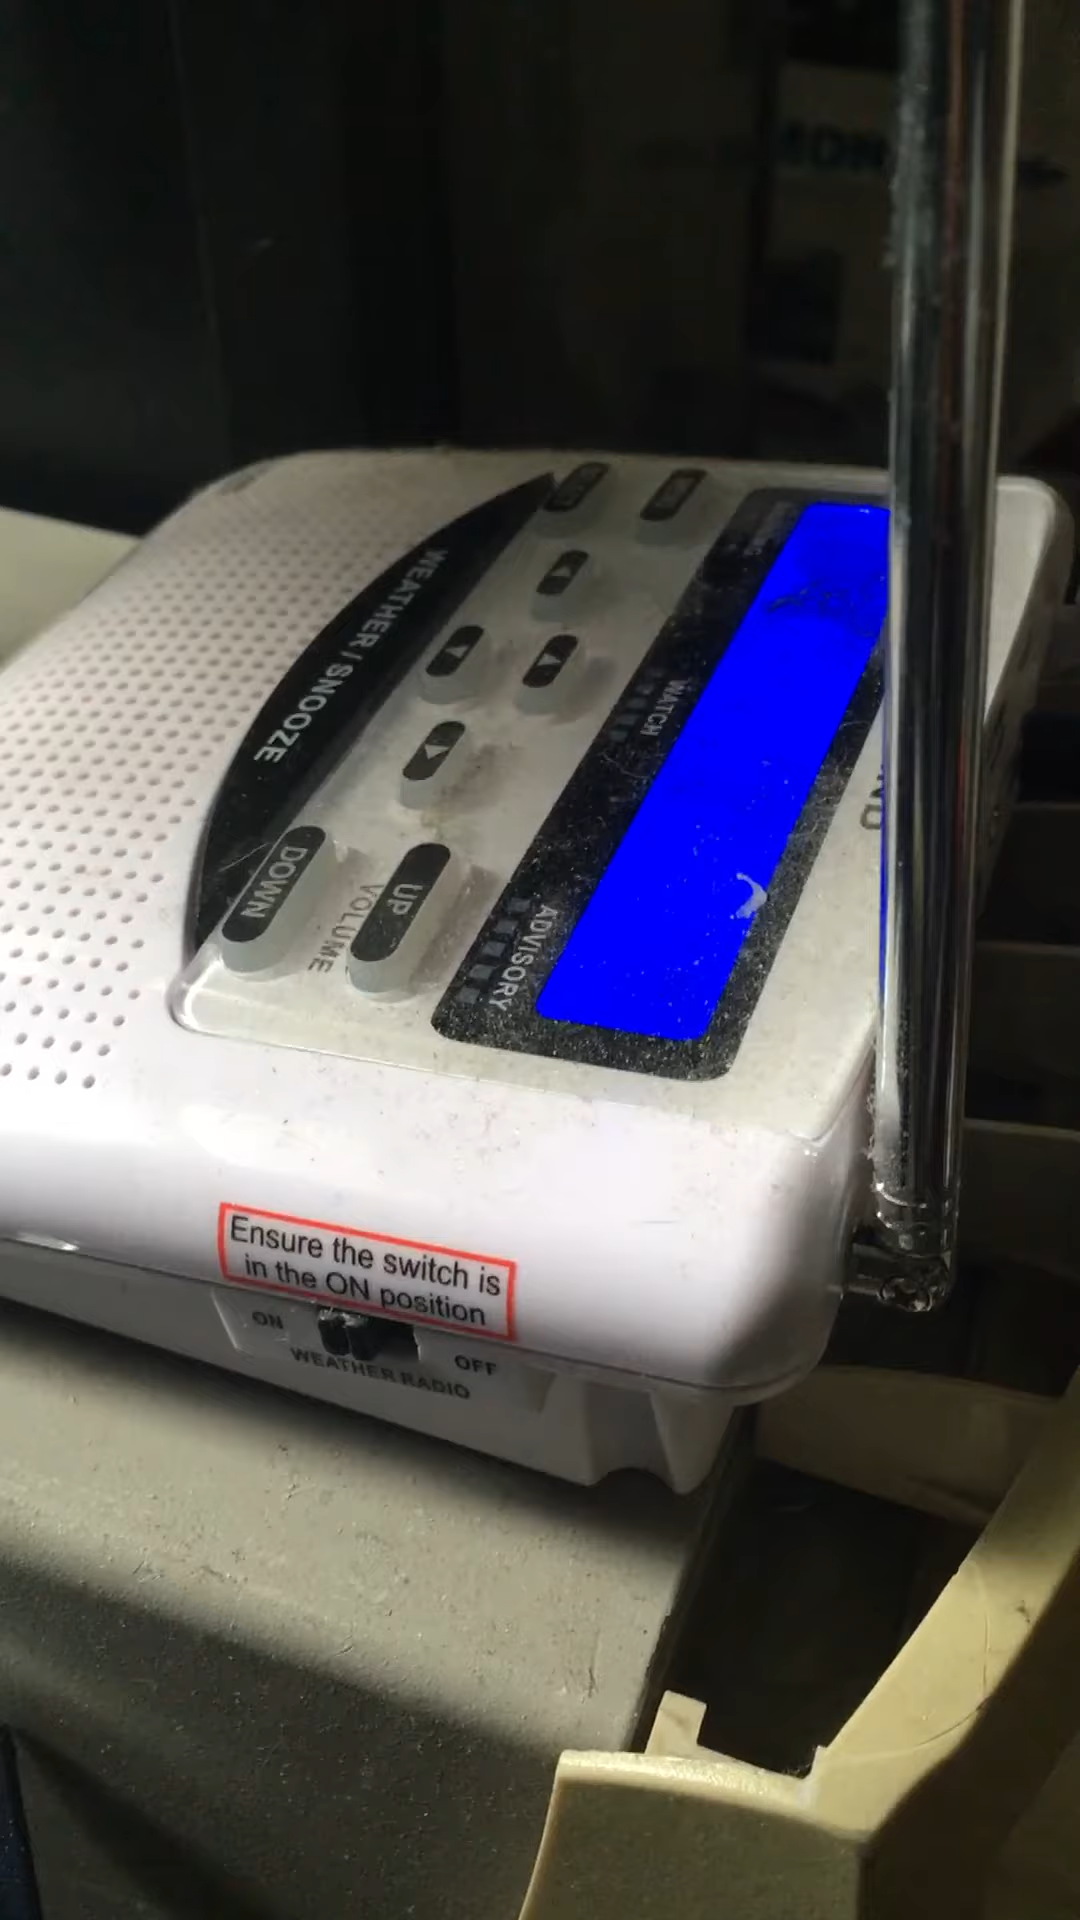 WEATHER / SNOOZE
WATCH
DOWN
UP
VOLUME
ADVISORY
Ensure the switch is
in the ON position
ON
OFF
WEATHER RADIO